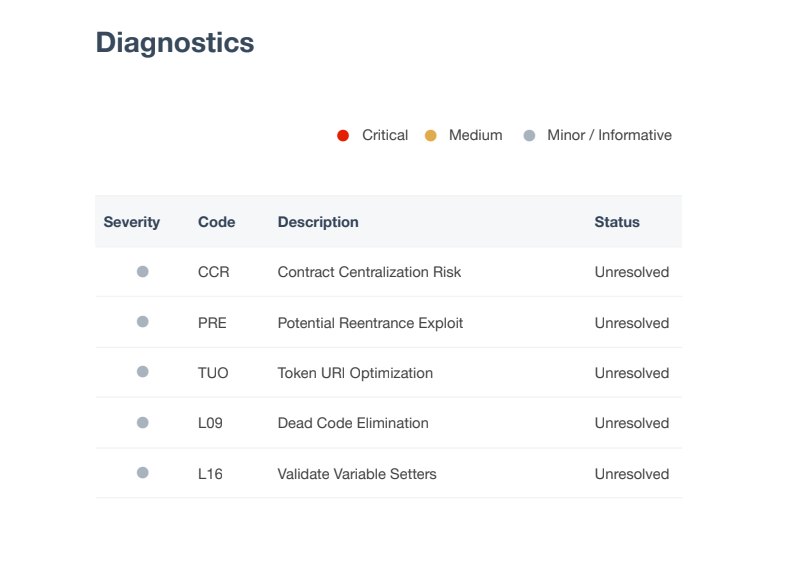 Diagnostics
Critical Medium Minor / Informative
Severity Code Description Status
CCR Contract Centralization Risk Unresolved
PRE Potential Reentrance Exploit Unresolved
TUO Token URI Optimization Unresolved
L09 Dead Code Elimination Unresolved
L16 Validate Variable Setters Unresolved